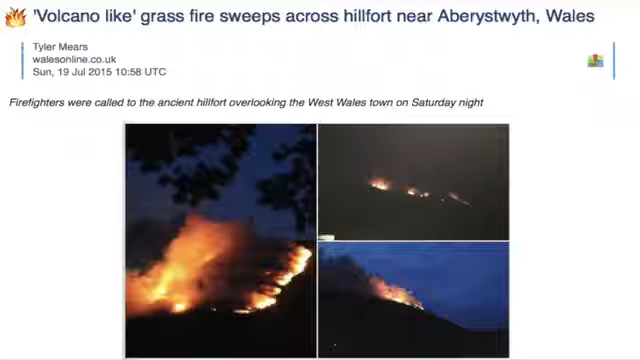 'Volcano like' grass fire sweeps across hillfort near Aberystwyth, Wales
Tyler Mears
walesonline.co.uk
Sun, 19 Jul 2015 10:58 UTC
Firefighters were called to the ancient hillfort overlooking the West Wales town on Saturday night